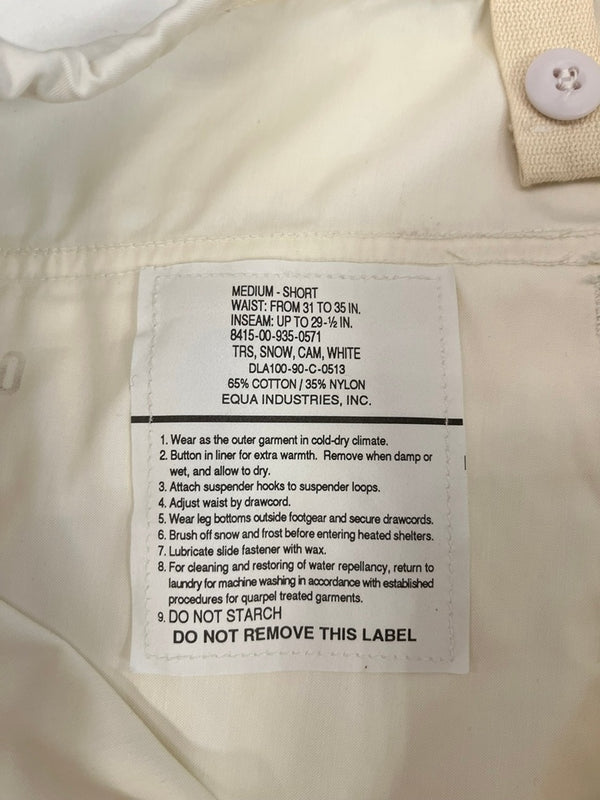 MEDIUM - SHORT
WAIST: FROM 31 TO 35 IN.
INSEAM: UP TO 29-½ IN.
8415-00-935-0571
TRS, SNOW, CAM, WHITE
DLA100-90-C-0513
65% COTTON / 35% NYLON
EQUA INDUSTRIES, INC.
1. Wear as the outer garment in cold-dry climate.
2. Button in liner for extra warmth. Remove when damp or
wet, and allow to dry.
3. Attach suspender hooks to suspender loops.
4. Adjust waist by drawcord.
5. Wear leg bottoms outside footgear and secure drawcords.
6. Brush off snow and frost before entering heated shelters.
7. Lubricate slide fastener with wax.
8. For cleaning and restoring of water repellancy, return to
laundry for machine washing in accordance with established
procedures for quarpel treated garments.
9. DO NOT STARCH
DO NOT REMOVE THIS LABEL